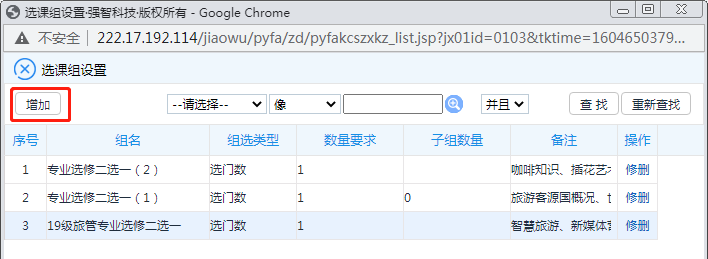 选课组设置·强智科技·版权所有 - Google Chrome
不安全 222.17.192.114/jiaowu/pyfa/zd/pyfakcszxkz_list.jsp?jx01id=0103&tktime=1604650379...
选课组设置
增加 --请选择-- 像 并且 查 找 重新查找
序号 组名 组选类型 数量要求 子组数量 备注 操作
1 专业选修二选一（2） 选门数 1 咖啡知识、插花艺 修删
2 专业选修二选一（1） 选门数 1 0 旅游客源国概况、 修删
3 19级旅管专业选修二选一 选门数 1 智慧旅游、新媒体 修删